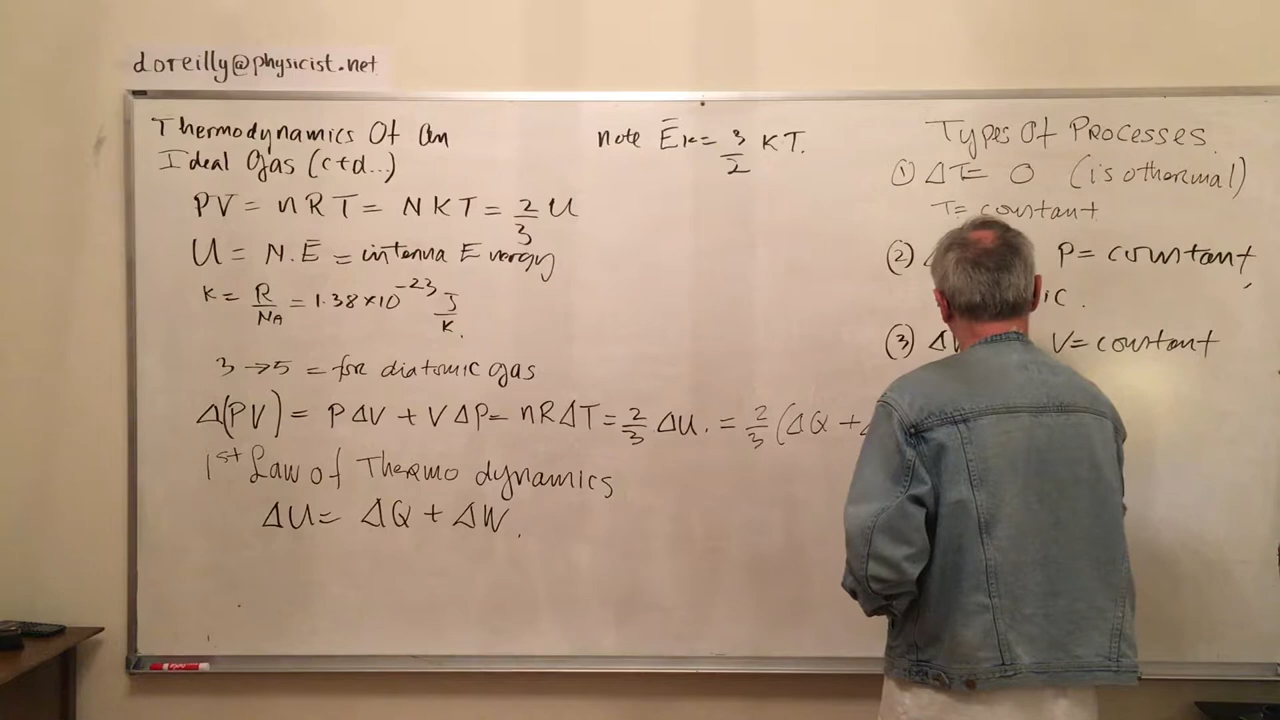 doreilly@physicist.net
Thermodynamics Of an
Ideal Gas (ctd...)
PV = nRT = NKT = 2/3 U
U = N.Ē = interna Energy
K = R/NA = 1.38×10⁻²³ J/K.
3 → 5 = for diatomic gas
Δ(PV) = PΔV + VΔP = nRΔT = 2/3 ΔU. = 2/3 (ΔQ +
1st Law of Thermodynamics
ΔU = ΔQ + ΔW.
note Ēk = 3/2 KT.
Types Of Processes
① ΔT = 0 (isothermal)
T = constant
(2) P = constant,
ic.
(3) Δ V = constant